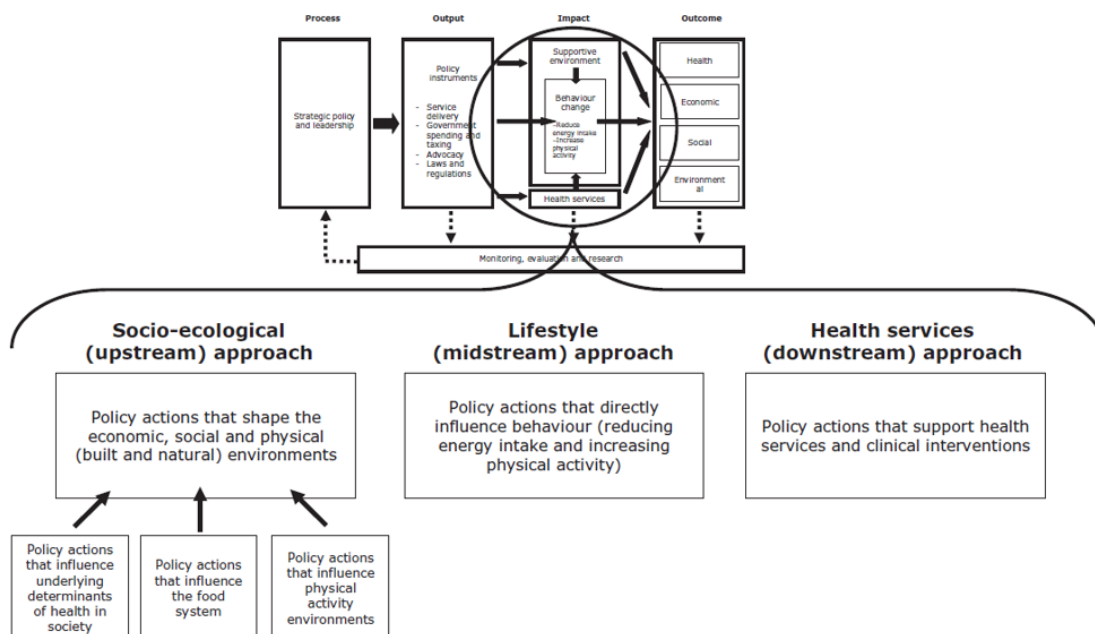 Process
Output
Impact
Outcome
Strategic policy
and leadership
Policy
instruments
- Service
delivery
- Government
spending and
taxing
- Advocacy
- Laws and
regulations
Supportive
environment
Behaviour
change
-Reduce
energy intake
-Increase
physical
activity
Health services
Health
Economic
Social
Environment
al
Monitoring, evaluation and research
Socio-ecological
(upstream) approach
Lifestyle
(midstream) approach
Health services
(downstream) approach
Policy actions that shape the
economic, social and physical
(built and natural) environments
Policy actions that directly
influence behaviour (reducing
energy intake and increasing
physical activity)
Policy actions that support health
services and clinical interventions
Policy actions
that influence
underlying
determinants
of health in
society
Policy actions
that influence
the food
system
Policy actions
that influence
physical
activity
environments